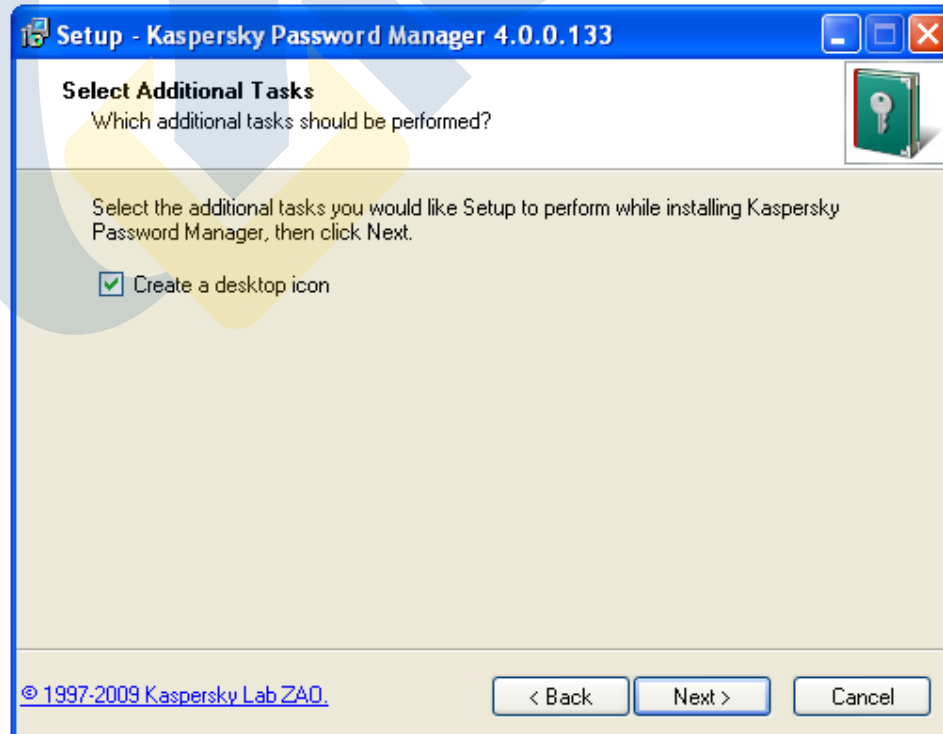 Setup - Kaspersky Password Manager 4.0.0.133
Select Additional Tasks
Which additional tasks should be performed?
Select the additional tasks you would like Setup to perform while installing Kaspersky
Password Manager, then click Next.
Create a desktop icon
© 1997-2009 Kaspersky Lab ZAO.
< Back
Next >
Cancel